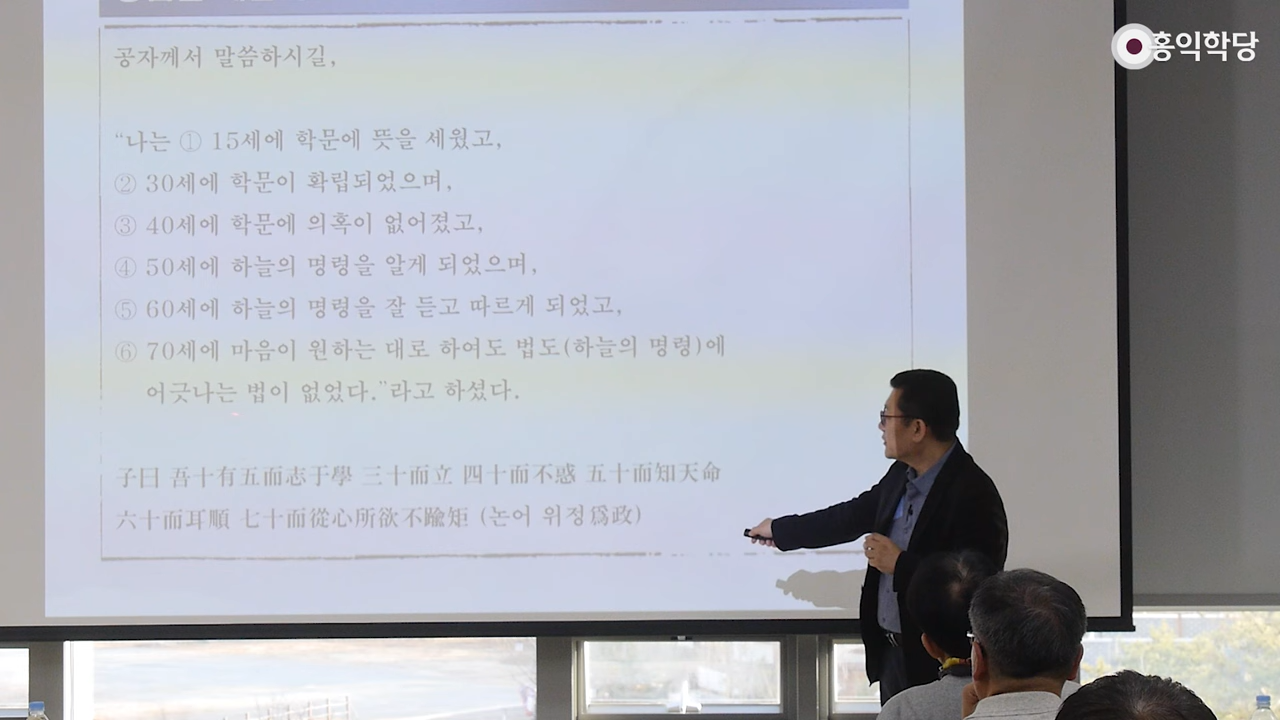 홍익학당
공자께서 말씀하시길,
“나는 ① 15세에 학문에 뜻을 세웠고,
② 30세에 학문이 확립되었으며,
③ 40세에 학문에 의혹이 없어졌고,
④ 50세에 하늘의 명령을 알게 되었으며,
⑤ 60세에 하늘의 명령을 잘 듣고 따르게 되었고,
⑥ 70세에 마음이 원하는 대로 하여도 법도(하늘의 명령)에
어긋나는 법이 없었다.”라고 하셨다.
子曰 吾十有五而志于學 三十而立 四十而不惑 五十而知天命
六十而耳順 七十而從心所欲不踰矩 (논어 위정爲政)